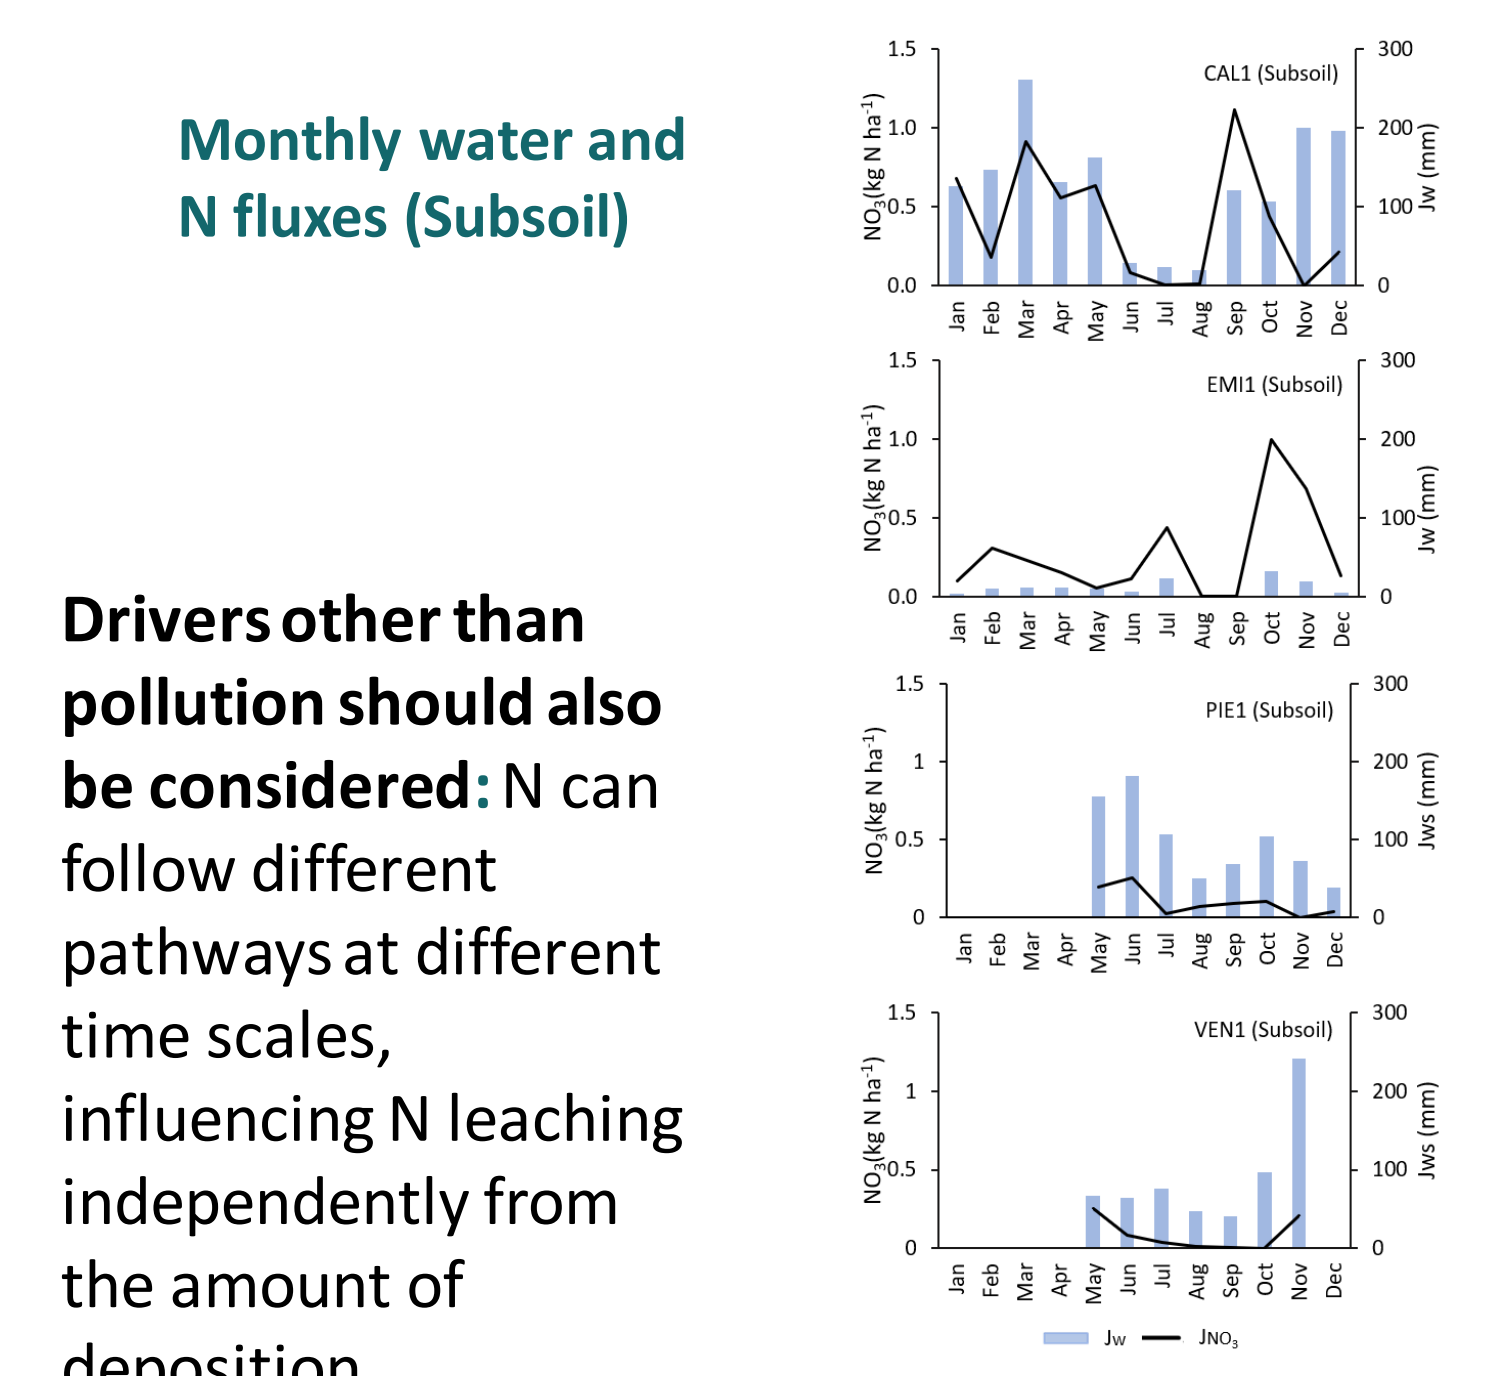 Monthly water and
N fluxes (Subsoil)
Drivers other than
pollution should also
be considered: N can
follow different
pathways at different
time scales,
influencing N leaching
independently from
the amount of
deposition
CAL1 (Subsoil)
NO₃(kg N ha⁻¹)
1.5
1.0
0.5
0.0
300
200
100
0
Jw (mm)
Jan Feb Mar Apr May Jun Jul Aug Sep Oct Nov Dec
EMI1 (Subsoil)
NO₃(kg N ha⁻¹)
1.5
1.0
0.5
0.0
300
200
100
0
Jw (mm)
Jan Feb Mar Apr May Jun Jul Aug Sep Oct Nov Dec
PIE1 (Subsoil)
NO₃(kg N ha⁻¹)
1.5
1
0.5
0
300
200
100
0
Jws (mm)
Jan Feb Mar Apr May Jun Jul Aug Sep Oct Nov Dec
VEN1 (Subsoil)
NO₃(kg N ha⁻¹)
1.5
1
0.5
0
300
200
100
0
Jws (mm)
Jan Feb Mar Apr May Jun Jul Aug Sep Oct Nov Dec
Jw JNO₃